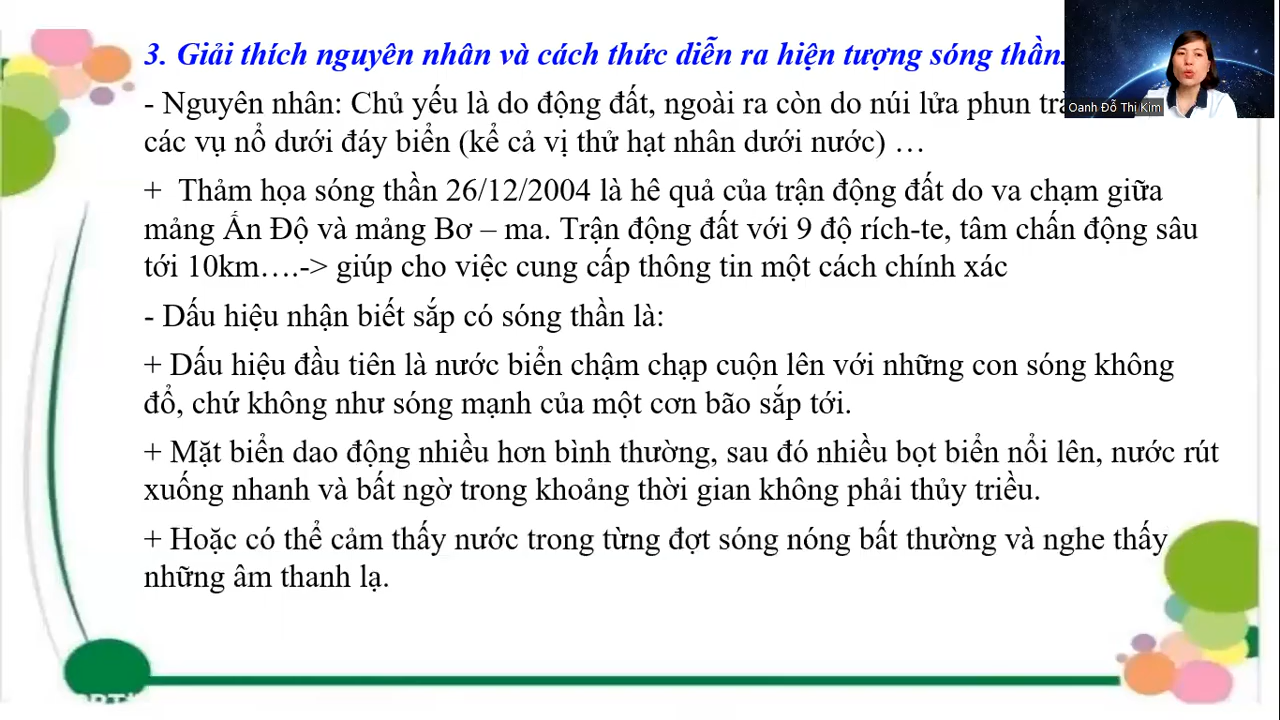 3. Giải thích nguyên nhân và cách thức diễn ra hiện tượng sóng thần.
Oanh Đỗ Thị Kim
- Nguyên nhân: Chủ yếu là do động đất, ngoài ra còn do núi lửa phun
các vụ nổ dưới đáy biển (kể cả vị thử hạt nhân dưới nước) …
+ Thảm họa sóng thần 26/12/2004 là hê quả của trận động đất do va chạm giữa
mảng Ấn Độ và mảng Bơ – ma. Trận động đất với 9 độ rích-te, tâm chấn động sâu
tới 10km….-> giúp cho việc cung cấp thông tin một cách chính xác
- Dấu hiệu nhận biết sắp có sóng thần là:
+ Dấu hiệu đầu tiên là nước biển chậm chạp cuộn lên với những con sóng không
đổ, chứ không như sóng mạnh của một cơn bão sắp tới.
+ Mặt biển dao động nhiều hơn bình thường, sau đó nhiều bọt biển nổi lên, nước rút
xuống nhanh và bất ngờ trong khoảng thời gian không phải thủy triều.
+ Hoặc có thể cảm thấy nước trong từng đợt sóng nóng bất thường và nghe thấy
những âm thanh lạ.